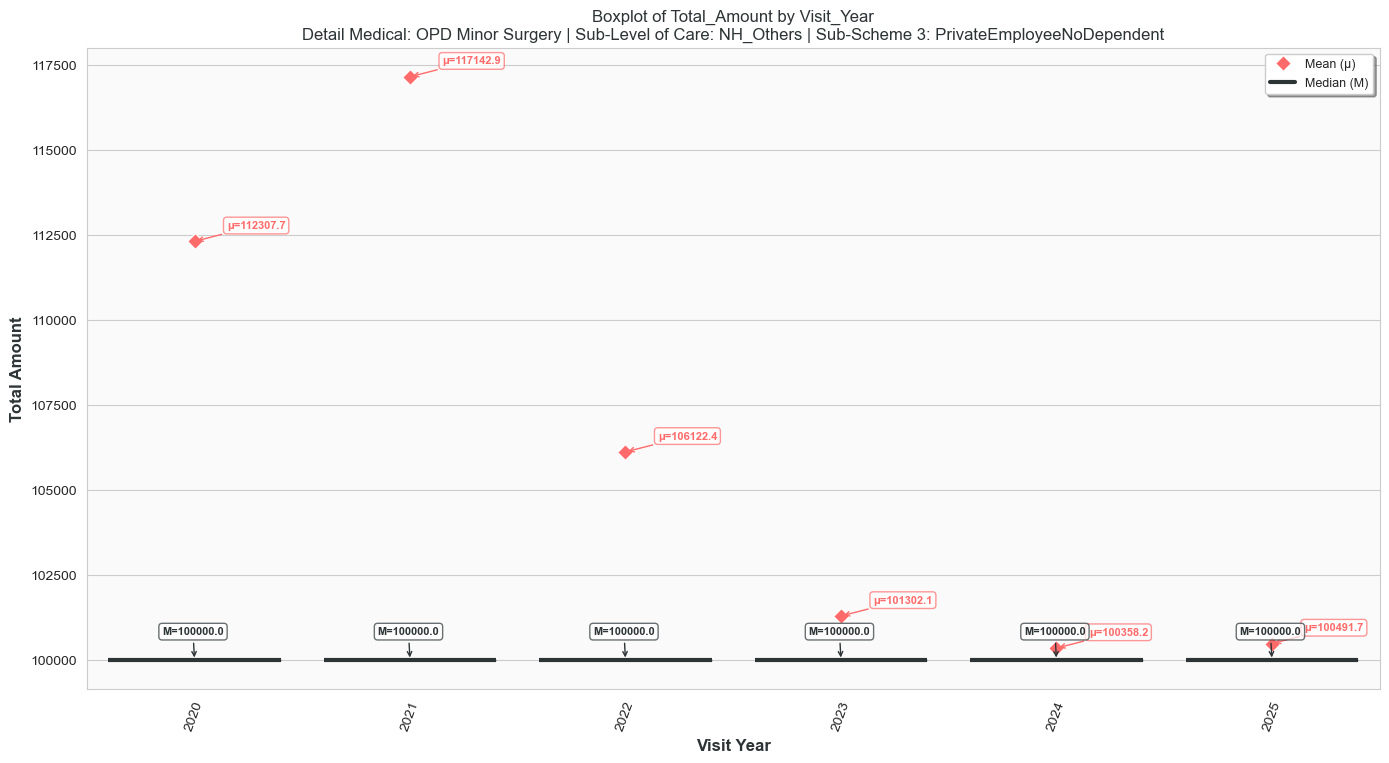 Boxplot of Total_Amount by Visit_Year
Detail Medical: OPD Minor Surgery | Sub-Level of Care: NH_Others | Sub-Scheme 3: PrivateEmployeeNoDependent
Mean (μ)
Median (M)
Total Amount
117500
115000
112500
110000
107500
105000
102500
100000
μ=112307.7
μ=117142.9
μ=106122.4
μ=101302.1
μ=100358.2
μ=100491.7
M=100000.0
M=100000.0
M=100000.0
M=100000.0
M=100000.0
M=100000.0
2020
2021
2022
2023
2024
2025
Visit Year